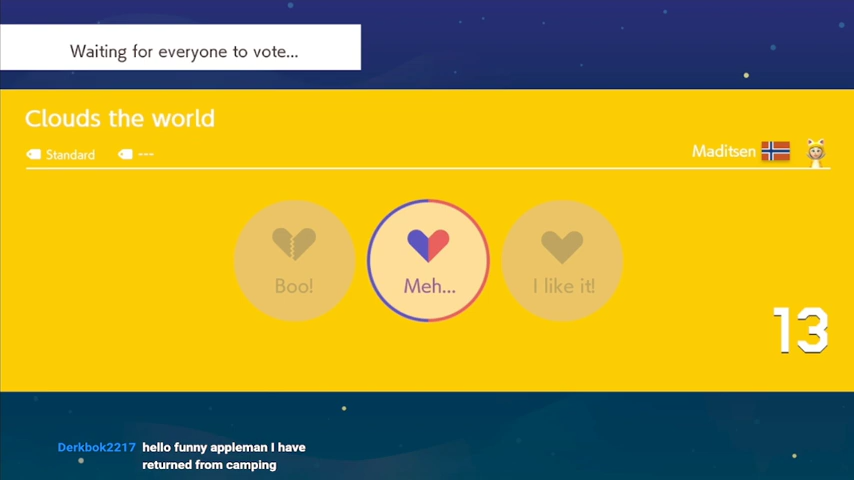 Waiting for everyone to vote...
Clouds the world
Standard ---
Maditsen
Boo!
Meh...
I like it!
13
Derkbok2217 hello funny appleman I have
returned from camping